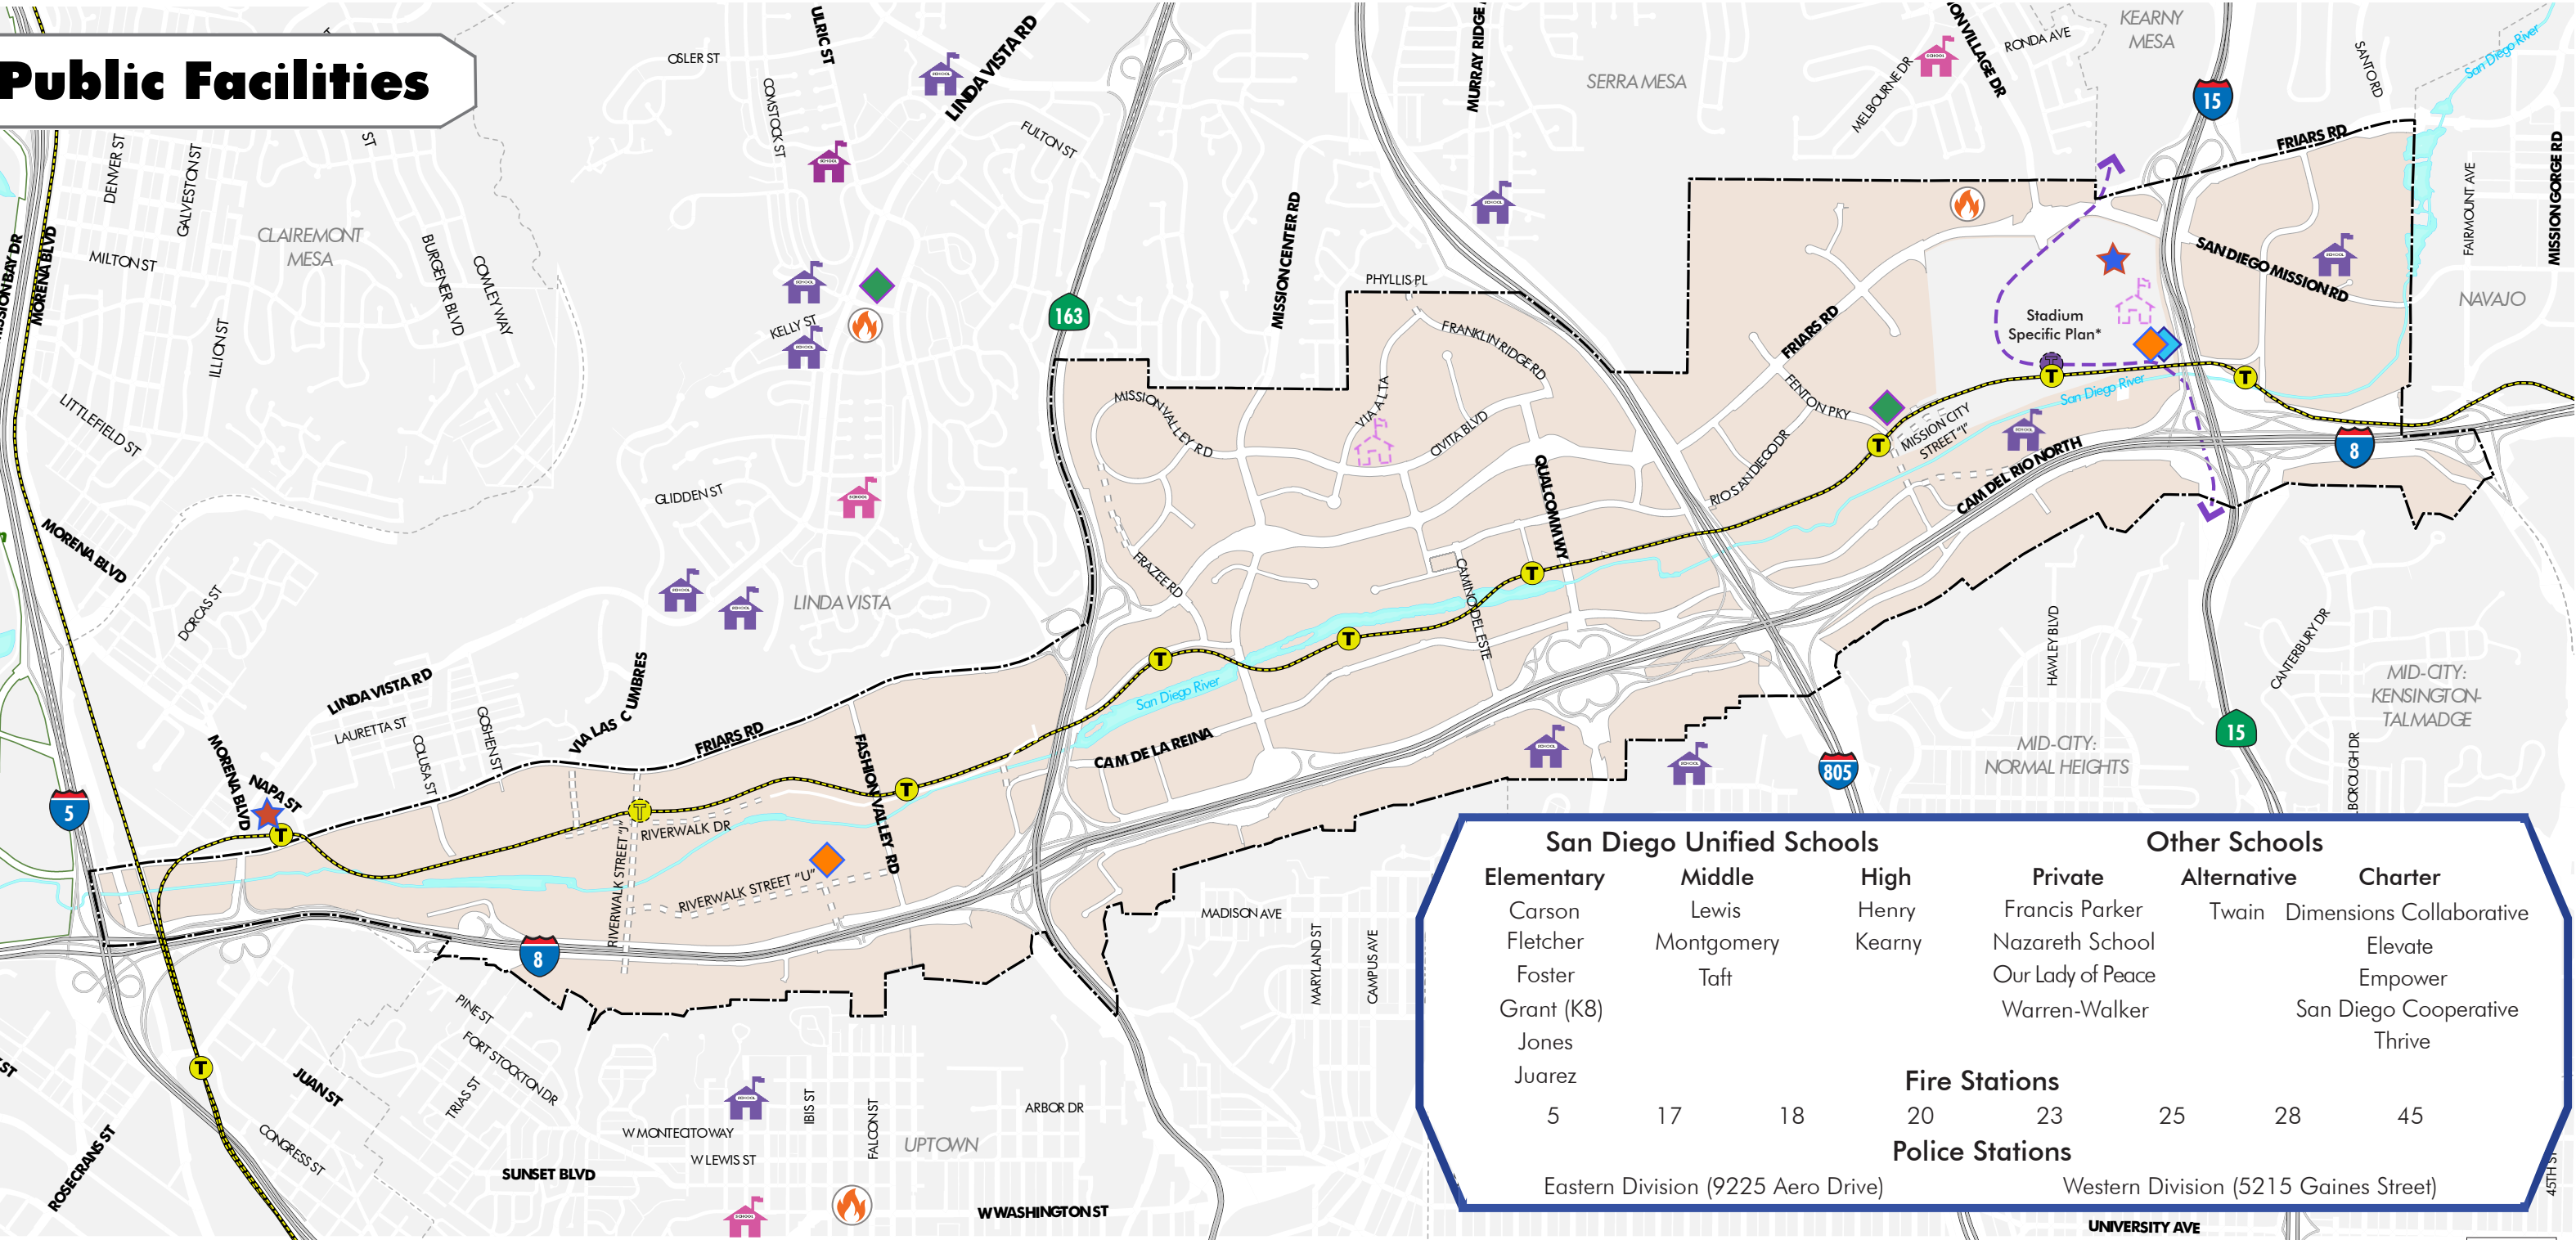 Public Facilities
OSLER ST
ULRIC ST
COMSTOCK ST
LINDA VISTA RD
FULTON ST
MURRAY RIDGE
SERRA MESA
MELBOURNE DR
RONDA AVE
KEARNY
MESA
15
SANTO RD
San Diego River
FRIARS RD
FAIRMOUNT AVE
MISSION GORGE RD
DENVER ST
GALVESTON ST
ST
CLAIREMONT
MESA
MILTON ST
MORENA BLVD
BURGENER BLVD
COWLEY WAY
ILLION ST
LITTLEFIELD ST
KELLY ST
163
MISSION CENTER RD
PHYLLIS PL
FRANKLIN RIDGE RD
VIA ALTA
CIVITA BLVD
MISSION VALLEY RD
FRIARS RD
FENTON PKY
Stadium
Specific Plan*
SAN DIEGO MISSION RD
NAVAJO
San Diego River
MISSION CITY
STREET "I"
RIO SAN DIEGO DR
CAM DEL RIO NORTH
8
QUALCOMM WY
GLIDDEN ST
MORENA BLVD
DORCAS ST
LINDA VISTA
FRAZEE RD
CAMINO DEL ESTE
HAWLEY BLVD
CANTERBURY DR
MID-CITY:
KENSINGTON-
TALMADGE
LINDA VISTA RD
LAURETTA ST
COLUSA ST
GOSHEN ST
VIA LAS CUMBRES
FRIARS RD
San Diego River
CAM DE LA REINA
MORENA BLVD
NAPA ST
5
FASHION VALLEY RD
RIVERWALK DR
RIVERWALK STREET "J"
RIVERWALK STREET "U"
805
15
MID-CITY:
NORMAL HEIGHTS
8
MADISON AVE
MARYLAND ST
CAMPUS AVE
PINE ST
FORT STOCKTON DR
TRIAS ST
JUAN ST
CONGRESS ST
ROSECRANS ST
SUNSET BLVD
W MONTECITO WAY
W LEWIS ST
IBIS ST
FALCON ST
UPTOWN
ARBOR DR
W WASHINGTON ST
San Diego Unified Schools
Other Schools
Elementary Middle High Private Alternative Charter
Carson Lewis Henry Francis Parker Twain Dimensions Collaborative
Fletcher Montgomery Kearny Nazareth School Elevate
Foster Taft Our Lady of Peace Empower
Grant (K8) Warren-Walker San Diego Cooperative
Jones Thrive
Juarez
Fire Stations
5 17 18 20 23 25 28 45
Police Stations
Eastern Division (9225 Aero Drive) Western Division (5215 Gaines Street)
UNIVERSITY AVE
45TH ST